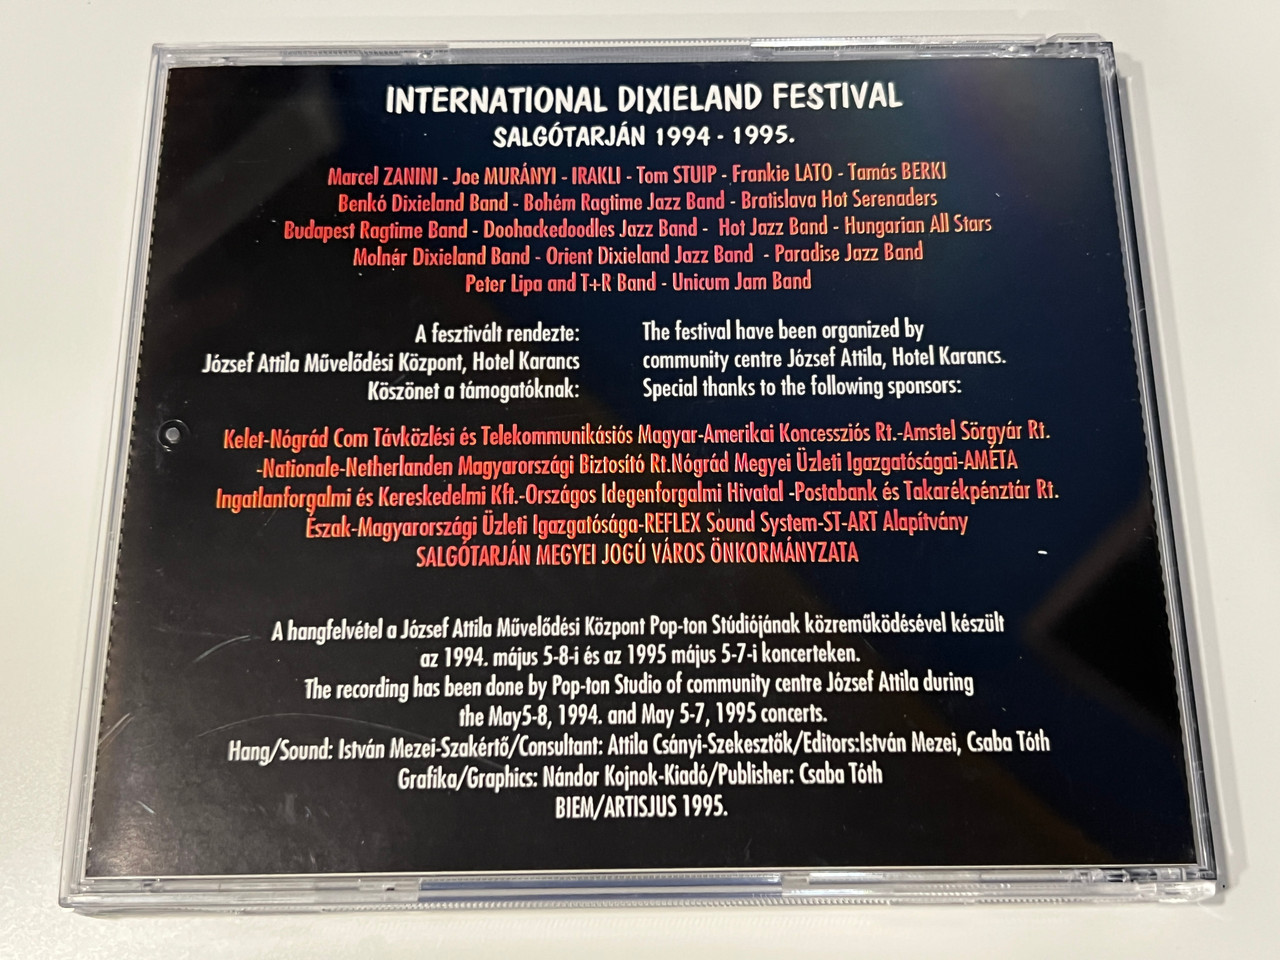 INTERNATIONAL DIXIELAND FESTIVAL
SALGÓTARJÁN 1994 - 1995.
Marcel ZANINI - Joe MURÁNYI - IRAKLI - Tom STUIP - Frankie LATO - Tamás BERKI
Benkó Dixieland Band - Bohém Ragtime Jazz Band - Bratislava Hot Serenaders
Budapest Ragtime Band - Doohackedoodles Jazz Band - Hot Jazz Band - Hungarian All Stars
Molnár Dixieland Band - Orient Dixieland Jazz Band - Paradise Jazz Band
Peter Lipa and T+R Band - Unicum Jam Band
A fesztivált rendezte:
József Attila Művelődési Központ, Hotel Karancs
Köszönet a támogatóknak:
The festival have been organized by
community centre József Attila, Hotel Karancs.
Special thanks to the following sponsors:
Kelet-Nógrád Com Távközlési és Telekommunikásiós Magyar-Amerikai Koncessziós Rt.-Amstel Sörgyár Rt.
-Nationale-Netherlanden Magyarországi Biztosító Rt.Nógrád Megyei Üzleti Igazgatóságai-AMÉTA
Ingatlanforgalmi és Kereskedelmi Kft.-Országos Idegenforgalmi Hivatal -Postabank és Takarékpénztár Rt.
Észak-Magyarországi Üzleti Igazgatósága-REFLEX Sound System-ST-ART Alapítvány
SALGÓTARJÁN MEGYEI JOGÚ VÁROS ÖNKORMÁNYZATA
A hangfelvétel a József Attila Művelődési Központ Pop-ton Stúdiójának közreműködésével készült
az 1994. május 5-8-i és az 1995 május 5-7-i koncerteken.
The recording has been done by Pop-ton Studio of community centre József Attila during
the May5-8, 1994. and May 5-7, 1995 concerts.
Hang/Sound: István Mezei-Szakértő/Consultant: Attila Csányi-Szekesztők/Editors:István Mezei, Csaba Tóth
Grafika/Graphics: Nándor Kojnok-Kiadó/Publisher: Csaba Tóth
BIEM/ARTISJUS 1995.